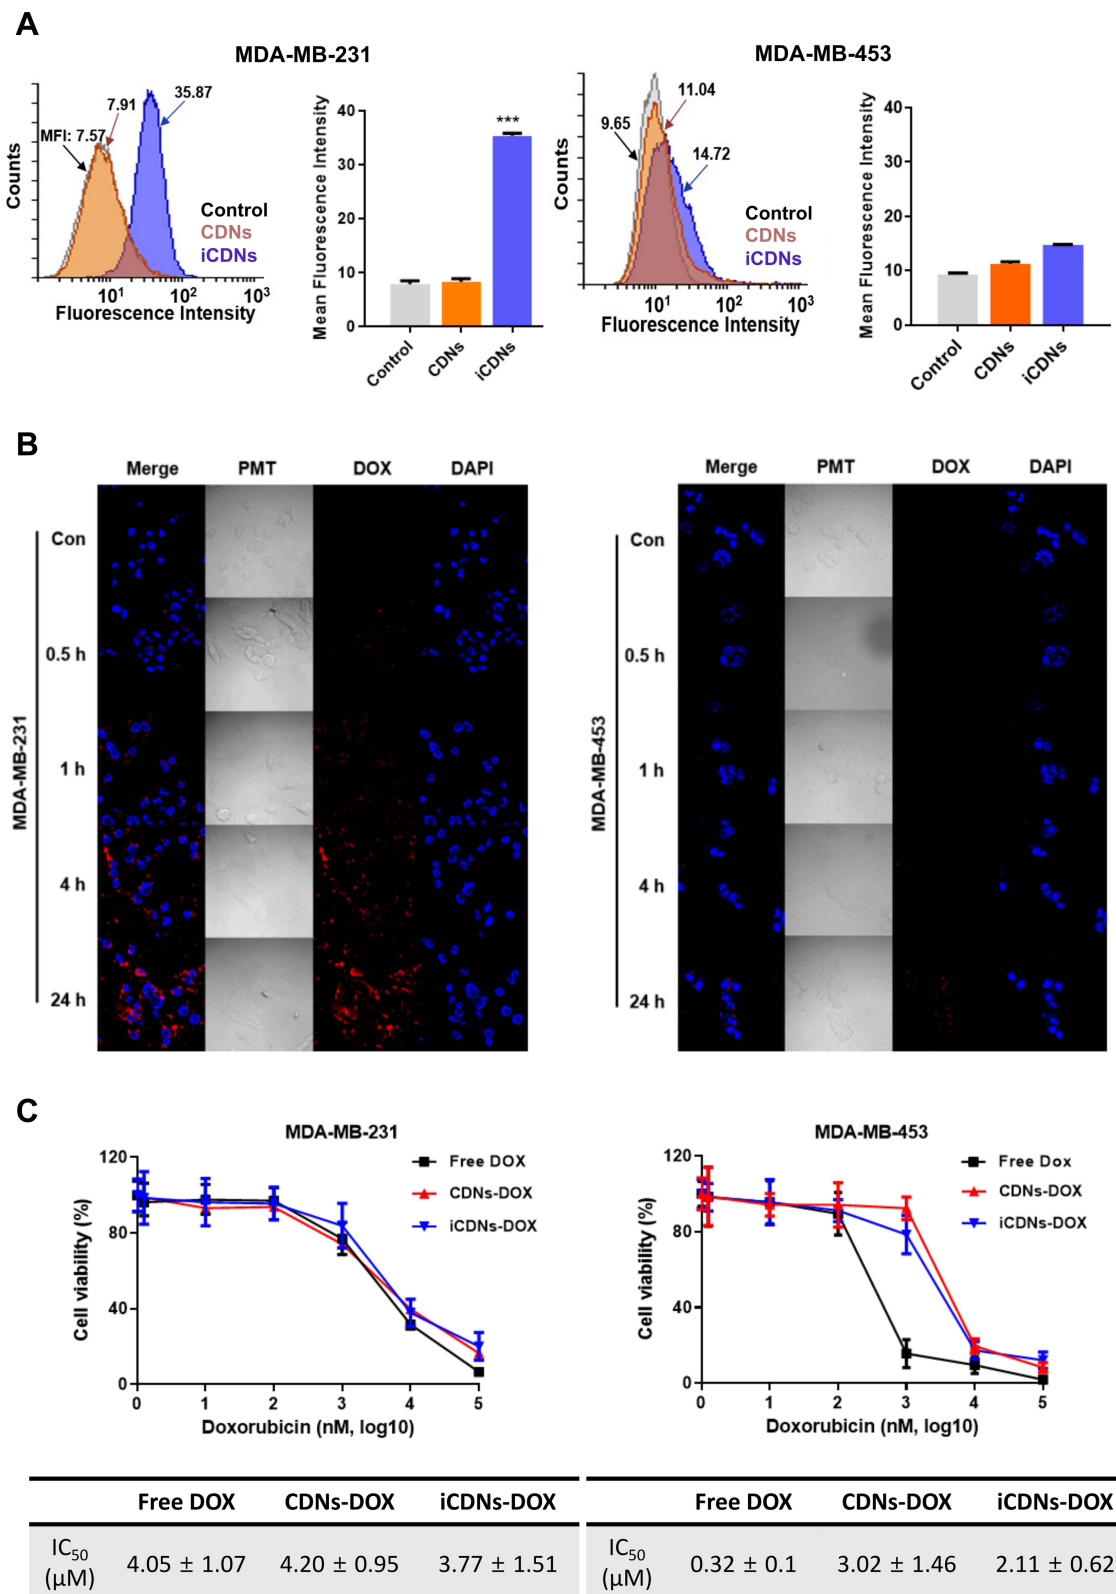 A
MDA-MB-231
MDA-MB-453
MFI: 7.57
7.91
35.87
Counts
Control
CDNs
iCDNs
10¹
10²
10³
Fluorescence Intensity
Mean Fluorescence Intensity
40
30
20
10
0
***
Control
CDNs
iCDNs
9.65
11.04
14.72
Counts
Control
CDNs
iCDNs
10¹
10²
10³
Fluorescence Intensity
Mean Fluorescence Intensity
40
30
20
10
0
Control
CDNs
iCDNs
B
Merge PMT DOX DAPI
MDA-MB-231
Con
0.5 h
1 h
4 h
24 h
Merge PMT DOX DAPI
MDA-MB-453
Con
0.5 h
1 h
4 h
24 h
C
MDA-MB-231
Cell viability (%)
120
80
40
0
0 1 2 3 4 5
Doxorubicin (nM, log10)
Free DOX
CDNs-DOX
iCDNs-DOX
MDA-MB-453
Cell viability (%)
120
80
40
0
0 1 2 3 4 5
Doxorubicin (nM, log10)
Free Dox
CDNs-DOX
iCDNs-DOX
Free DOX CDNs-DOX iCDNs-DOX
IC₅₀ (µM) 4.05 ± 1.07 4.20 ± 0.95 3.77 ± 1.51
Free DOX CDNs-DOX iCDNs-DOX
IC₅₀ (µM) 0.32 ± 0.1 3.02 ± 1.46 2.11 ± 0.62